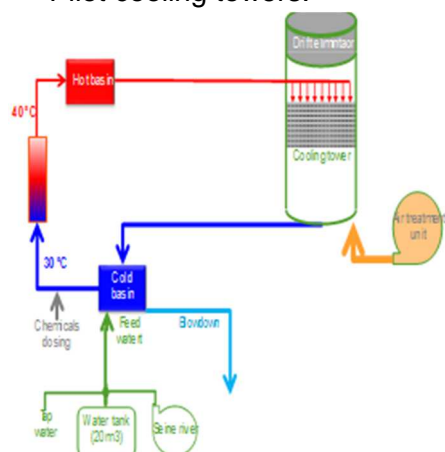 Pilot cooling towers.
Drift elimintaor
Hot basin
40°C
Cooling tower
Air treatment
unit
30 °C
Cold
basin
Chemicals
dosing
Feed
water
Blowdown
Tap
water
Water tank
(20m3)
Seine river